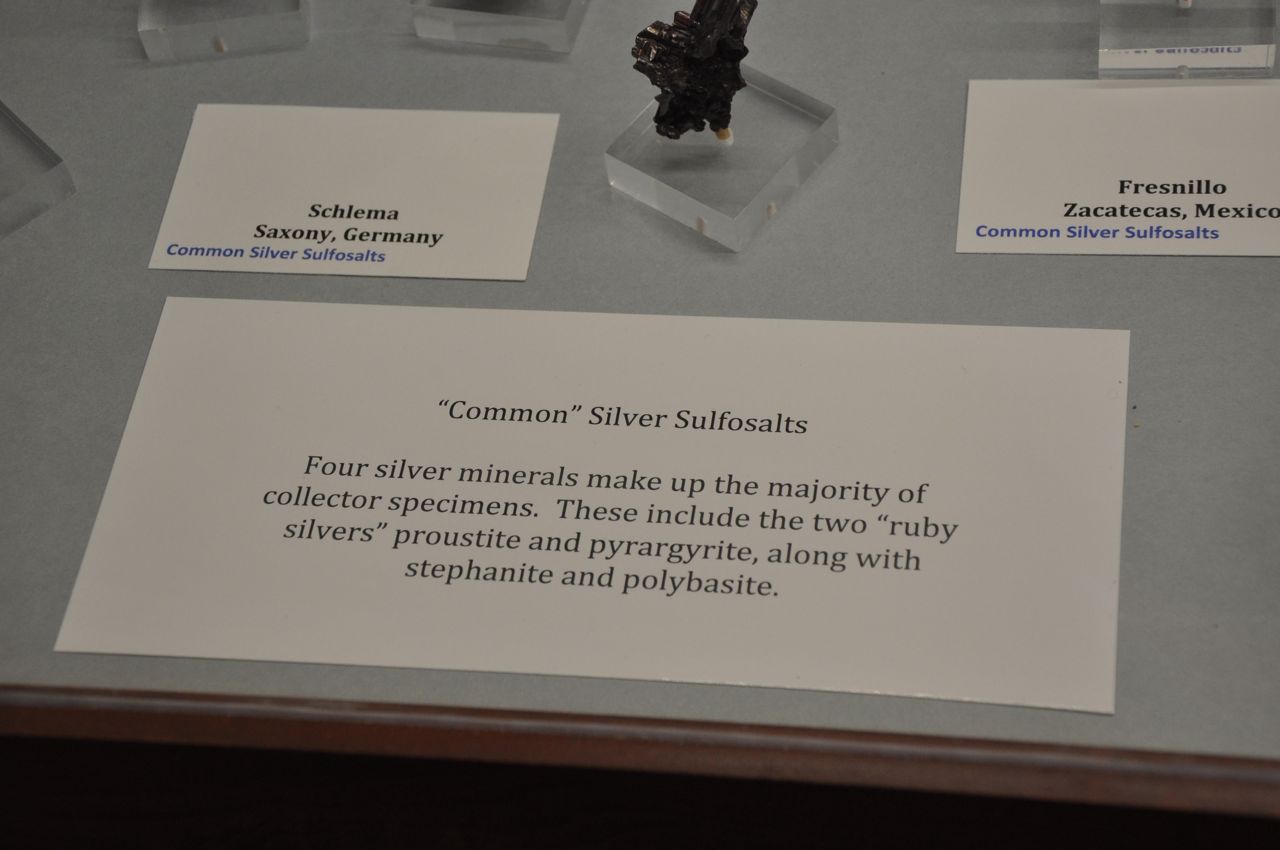 Sulfosalts
Schlema
Saxony, Germany
Common Silver Sulfosalts
Fresnillo
Zacatecas, Mexico
Common Silver Sulfosalts
“Common” Silver Sulfosalts
Four silver minerals make up the majority of
collector specimens. These include the two “ruby
silvers” proustite and pyrargyrite, along with
stephanite and polybasite.